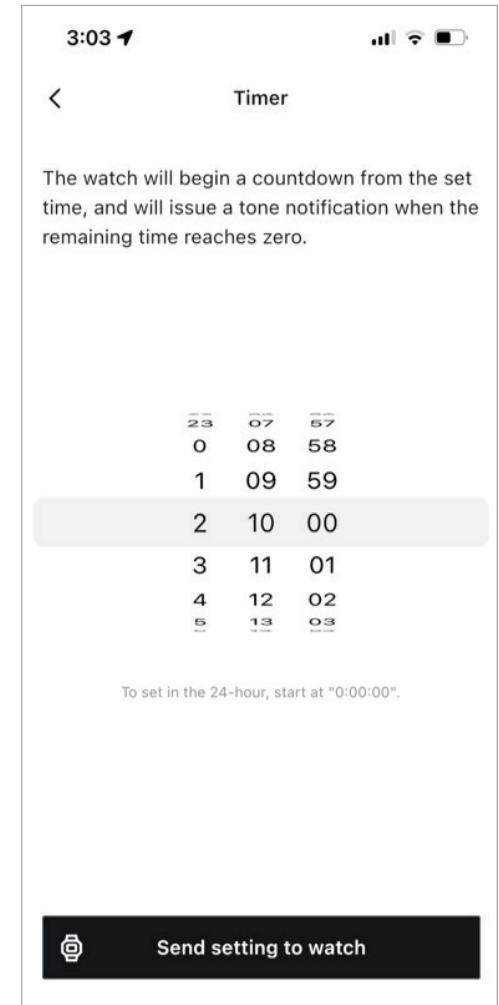 3:03
Timer
The watch will begin a countdown from the set
time, and will issue a tone notification when the
remaining time reaches zero.
23 07 57
0 08 58
1 09 59
2 10 00
3 11 01
4 12 02
5 13 03
To set in the 24-hour, start at "0:00:00".
Send setting to watch